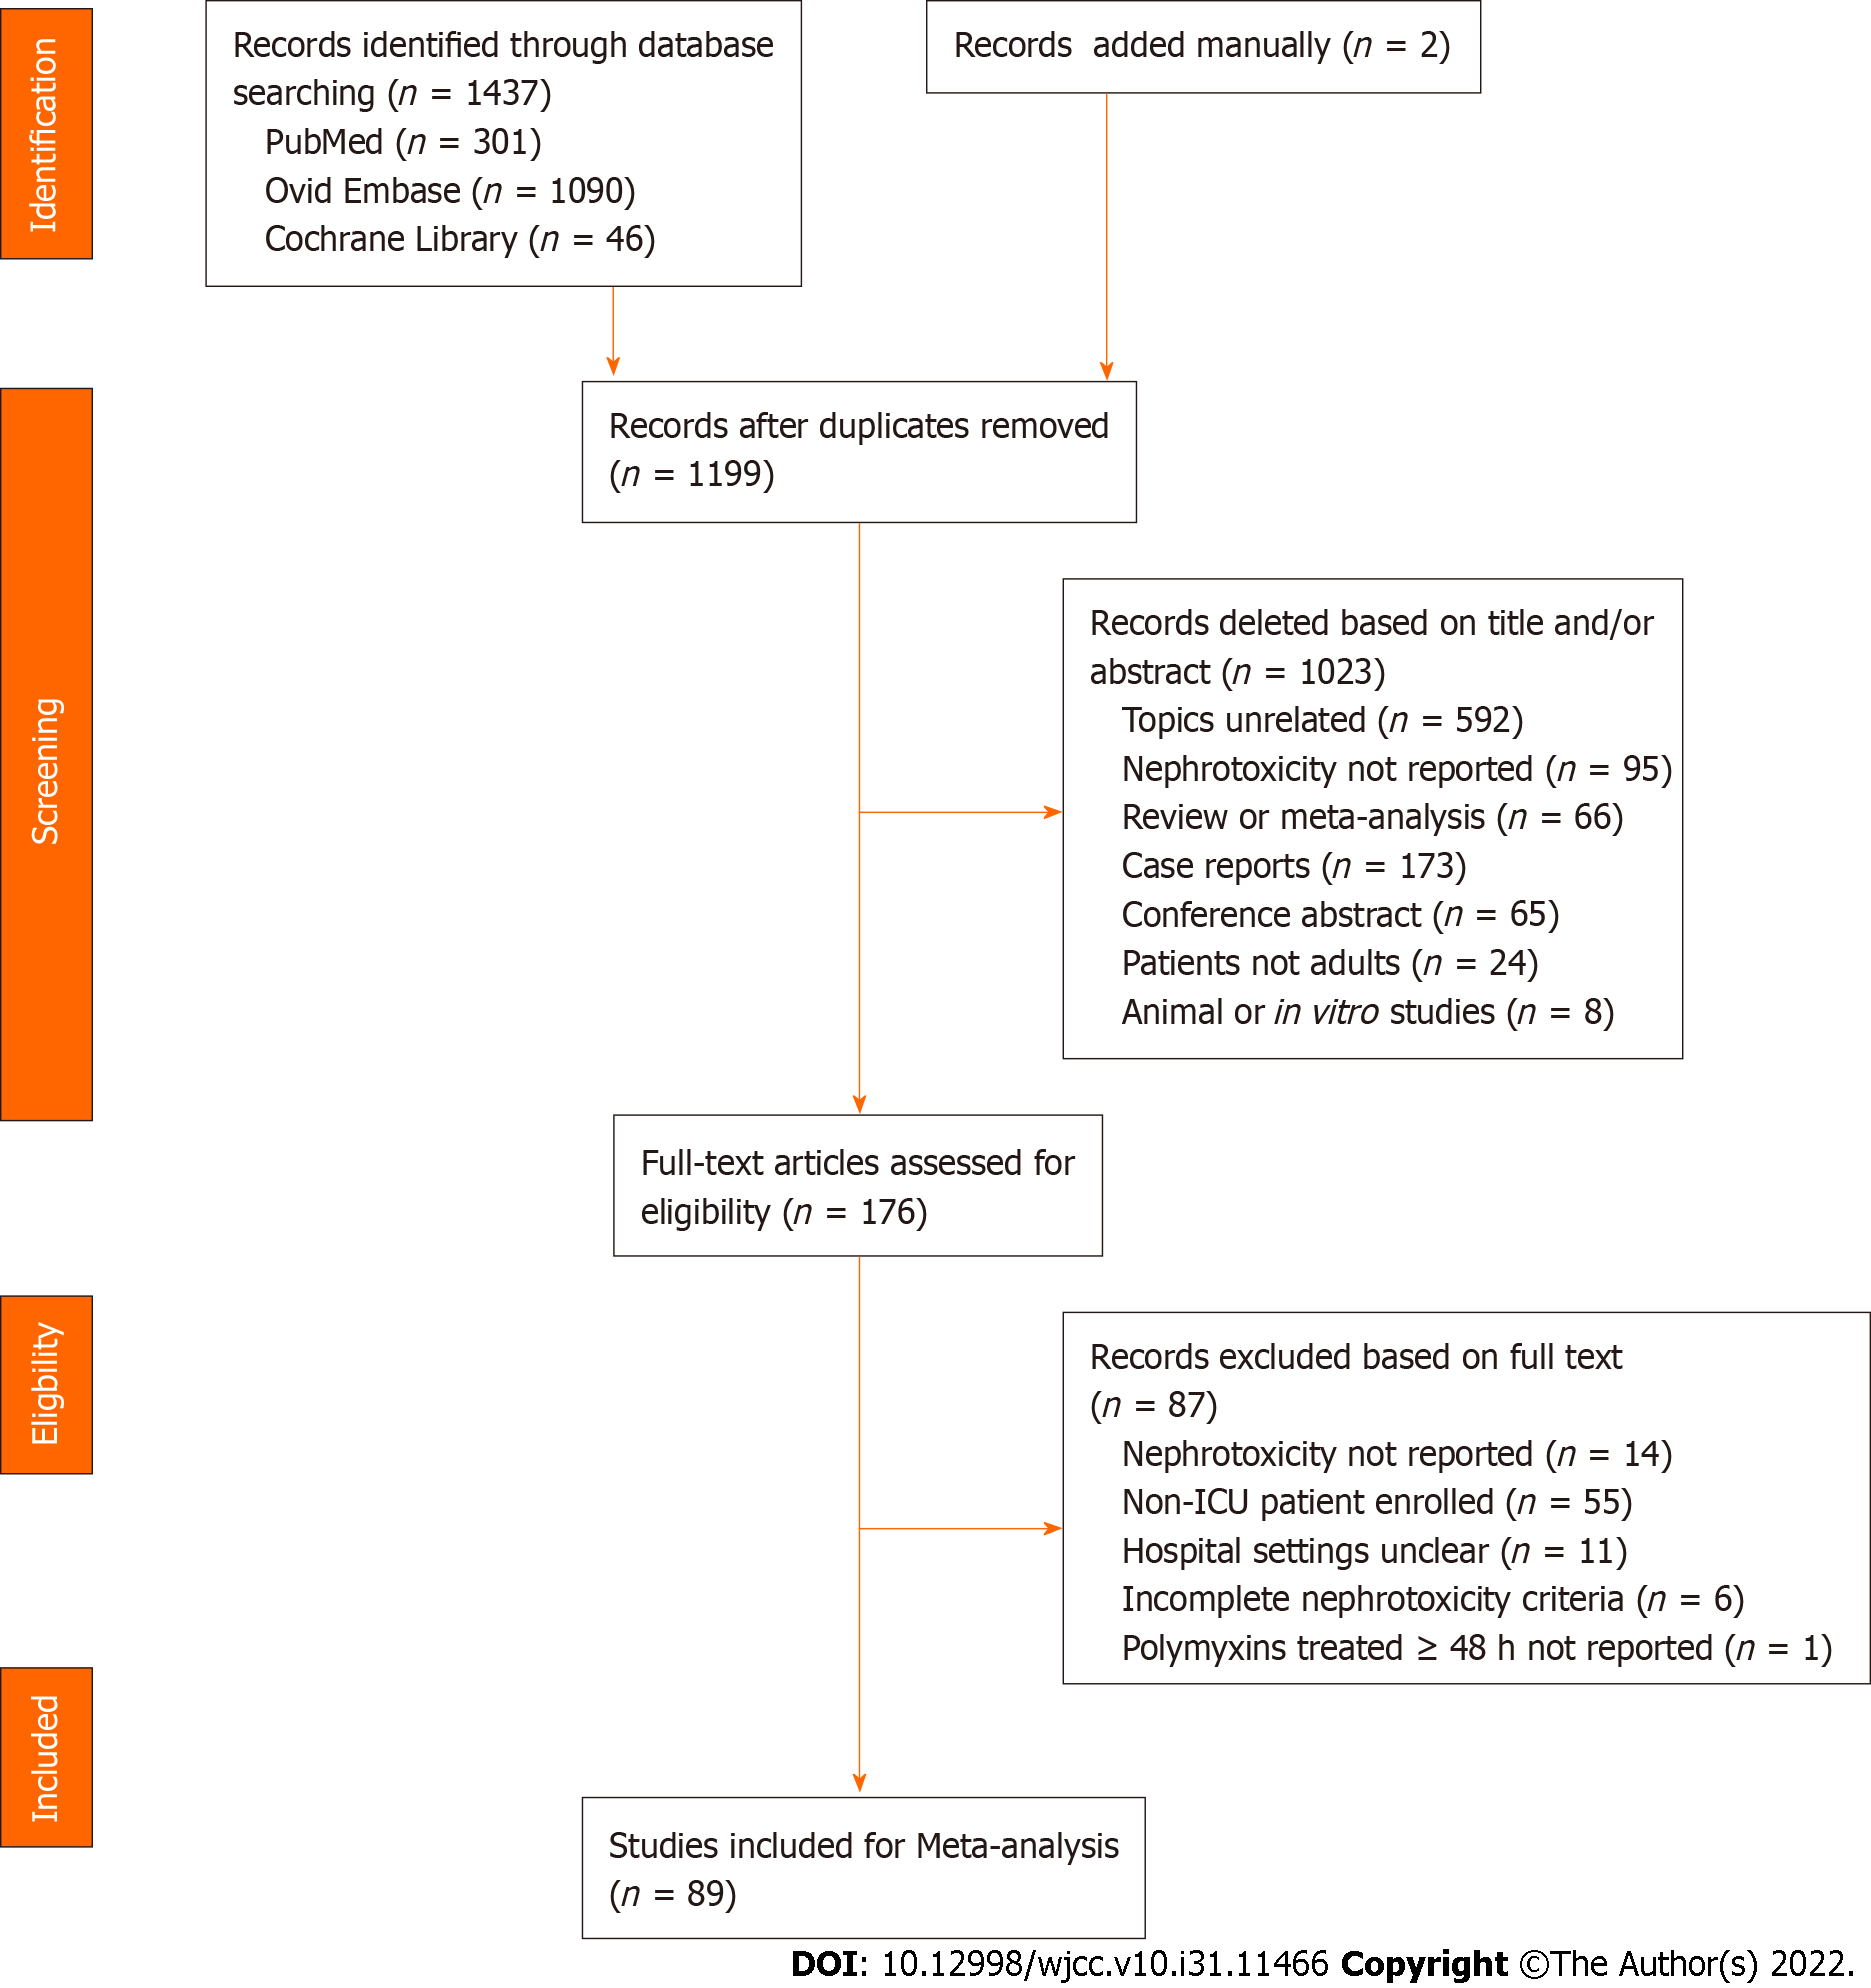 Identification
Records identified through database
searching (n = 1437)
PubMed (n = 301)
Ovid Embase (n = 1090)
Cochrane Library (n = 46)
Records added manually (n = 2)
Screening
Records after duplicates removed
(n = 1199)
Records deleted based on title and/or
abstract (n = 1023)
Topics unrelated (n = 592)
Nephrotoxicity not reported (n = 95)
Review or meta-analysis (n = 66)
Case reports (n = 173)
Conference abstract (n = 65)
Patients not adults (n = 24)
Animal or in vitro studies (n = 8)
Full-text articles assessed for
eligibility (n = 176)
Eligbility
Records excluded based on full text
(n = 87)
Nephrotoxicity not reported (n = 14)
Non-ICU patient enrolled (n = 55)
Hospital settings unclear (n = 11)
Incomplete nephrotoxicity criteria (n = 6)
Polymyxins treated ≥ 48 h not reported (n = 1)
Included
Studies included for Meta-analysis
(n = 89)
DOI: 10.12998/wjcc.v10.i31.11466 Copyright ©The Author(s) 2022.